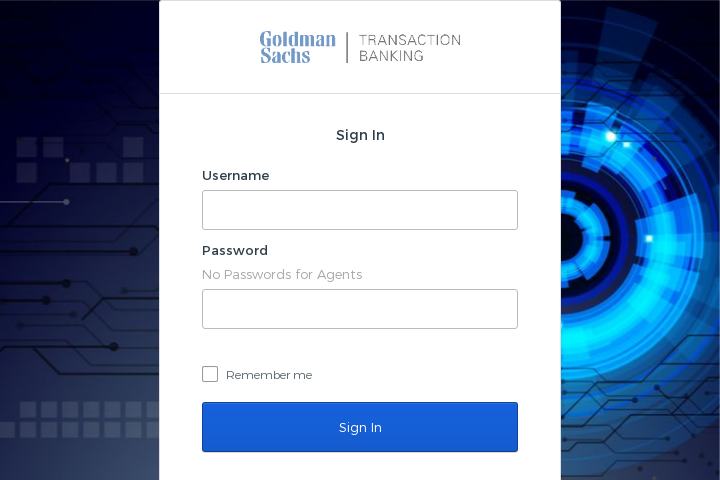 Goldman
Sachs
TRANSACTION
BANKING
Sign In
Username
Password
No Passwords for Agents
Remember me
Sign In